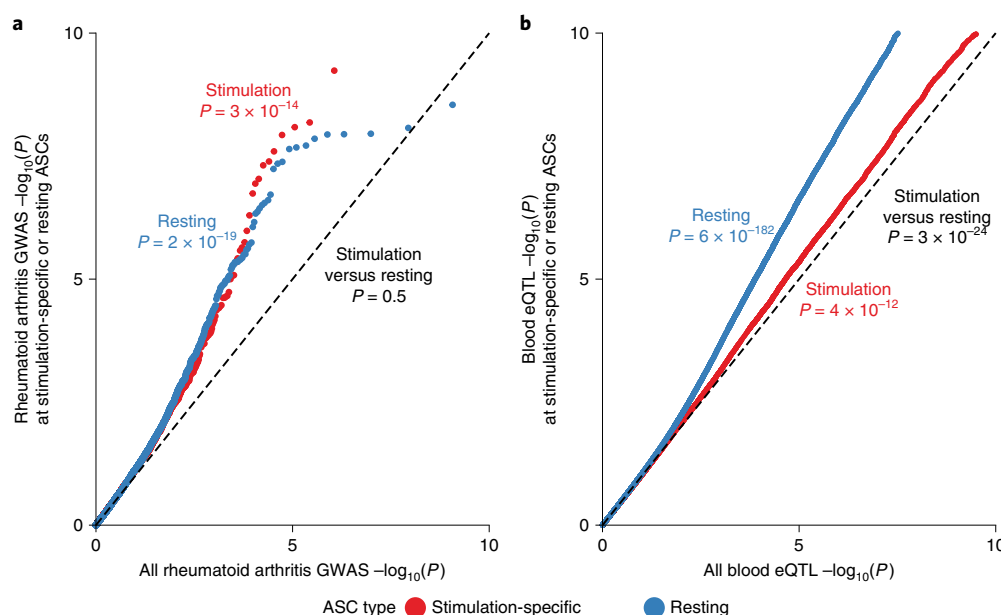 a
10
5
0
0
5
10
Rheumatoid arthritis GWAS –log₁₀(P)
at stimulation-specific or resting ASCs
Stimulation
P = 3 × 10⁻¹⁴
Resting
P = 2 × 10⁻¹⁹
Stimulation
versus resting
P = 0.5
All rheumatoid arthritis GWAS –log₁₀(P)
b
10
5
0
0
5
10
Blood eQTL –log₁₀(P)
at stimulation-specific or resting ASCs
Resting
P = 6 × 10⁻¹⁸²
Stimulation
versus resting
P = 3 × 10⁻²⁴
Stimulation
P = 4 × 10⁻¹²
All blood eQTL –log₁₀(P)
ASC type Stimulation-specific Resting